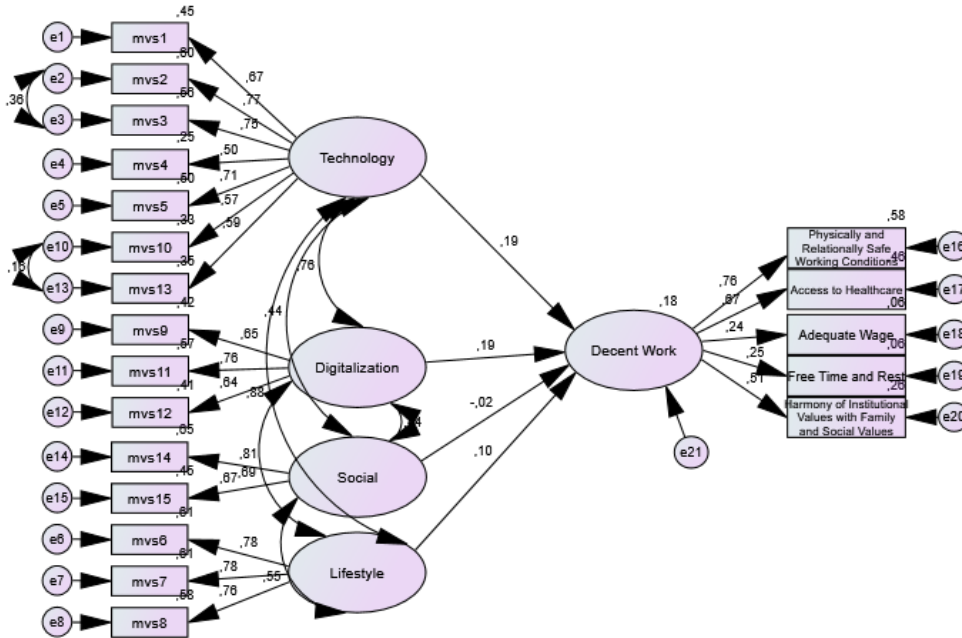 ,45
e1 mvs1
,60
,67
e2 mvs2
,77
,36
,56
e3 mvs3
,75
,25
Technology
e4 mvs4 ,50
,50 ,71
e5 mvs5
,57
,33
,59
e10 mvs10
,35
,16
e13 mvs13
,42
,76
,19
,58
Physically and
Relationally Safe
Working Conditions
e16
,46
,76
Access to Healthcare e17
,67
,06
,18
,44
e9 mvs9
,57
,65
,24
Adequate Wage e18
,06
Decent Work
,19
Digitalization
e11 mvs11 ,76
,41 ,64
,25
Free Time and Rest e19
,26
,51
,88
e12 mvs12
,65
-,02
Harmony of Institutional
Values with Family
and Social Values
e20
,10
e21
e14 mvs14 ,81
,45
,67 ,69
Social
e15 mvs15
,61
e6 mvs6 ,78
,61
,78
,55
Lifestyle
e7 mvs7
,58 ,76
e8 mvs8